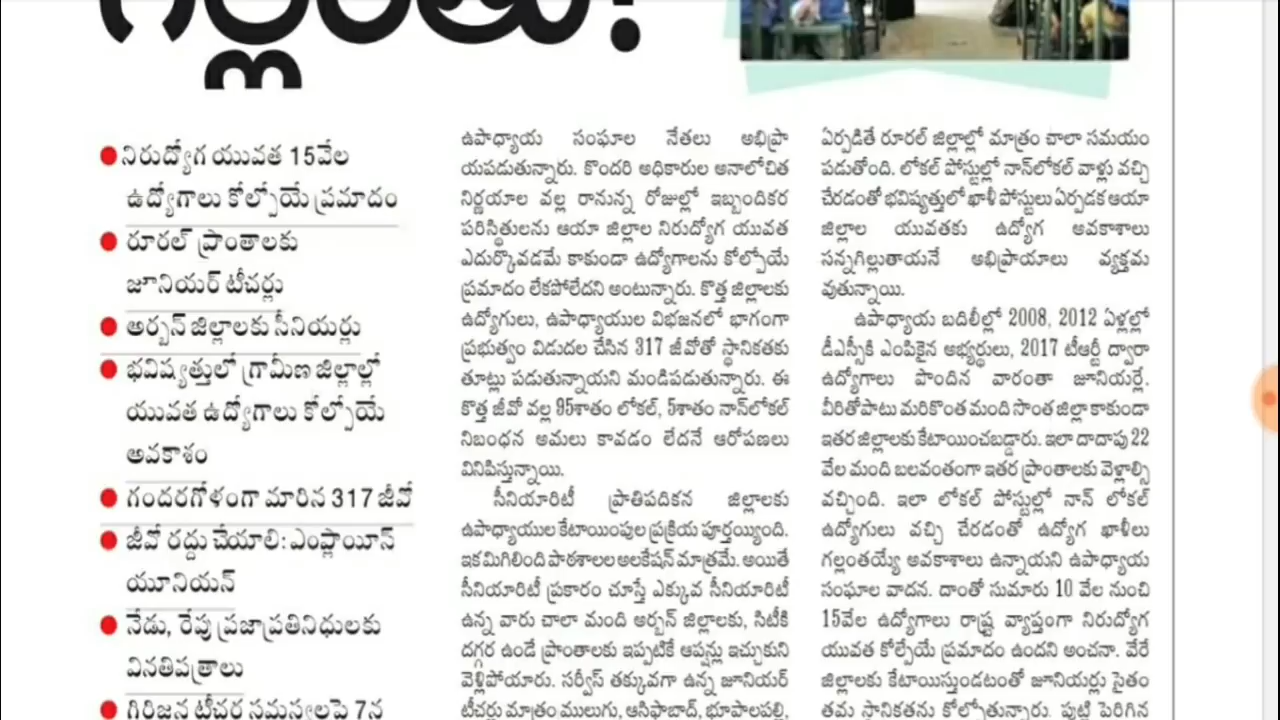 గల్లంతు!
● నిరుద్యోగ యువత 15వేల
ఉద్యోగాలు కోల్పోయే ప్రమాదం
● రూరల్ ప్రాంతాలకు
జూనియర్ టీచర్లు
● అర్బన్ జిల్లాలకు సీనియర్లు
● భవిష్యత్తులో గ్రామీణ జిల్లాల్లో
యువత ఉద్యోగాలు కోల్పోయే
అవకాశం
● గందరగోళంగా మారిన 317 జీవో
● జీవో రద్దు చేయాలి: ఎంప్లాయీస్
యూనియన్
● నేడు, రేపు ప్రజాప్రతినిధులకు
వినతిపత్రాలు
● గిరిజన టీచర్ల సమస్యలపై 7న
ఉపాధ్యాయ సంఘాల నేతలు అభిప్రా
యపడుతున్నారు. కొందరి అధికారుల అనాలోచిత
నిర్ణయాల వల్ల రానున్న రోజుల్లో ఇబ్బందికర
పరిస్థితులను ఆయా జిల్లాల నిరుద్యోగ యువత
ఎదుర్కొవడమే కాకుండా ఉద్యోగాలను కోల్పోయే
ప్రమాదం లేకపోలేదని అంటున్నారు. కొత్త జిల్లాలకు
ఉద్యోగులు, ఉపాధ్యాయుల విభజనలో భాగంగా
ప్రభుత్వం విడుదల చేసిన 317 జీవోతో స్థానికతకు
తూట్లు పడుతున్నాయని మండిపడుతున్నారు. ఈ
కొత్త జీవో వల్ల 95శాతం లోకల్, 5శాతం నాన్‌లోకల్
నిబంధన అమలు కావడం లేదనే ఆరోపణలు
వినిపిస్తున్నాయి.
సీనియారిటీ ప్రాతిపదికన జిల్లాలకు
ఉపాధ్యాయుల కేటాయింపుల ప్రక్రియ పూర్తయ్యింది.
ఇక మిగిలింది పాఠశాలల అలకేషన్ మాత్రమే. అయితే
సీనియారిటీ ప్రకారం చూస్తే ఎక్కువ సీనియారిటీ
ఉన్న వారు చాలా మంది అర్బన్ జిల్లాలకు, సిటీకి
దగ్గర ఉండే ప్రాంతాలకు ఇప్పటికే ఆప్షన్లు ఇచ్చుకుని
వెళ్లిపోయారు. సర్వీస్ తక్కువగా ఉన్న జూనియర్
టీచర్లు మాత్రం ములుగు, ఆసిఫాబాద్, భూపాలపల్లి,
ఏర్పడితే రూరల్ జిల్లాల్లో మాత్రం చాలా సమయం
పడుతోంది. లోకల్ పోస్టుల్లో నాన్‌లోకల్ వాళ్లు వచ్చి
చేరడంతో భవిష్యత్తులో ఖాళీ పోస్టులు ఏర్పడక ఆయా
జిల్లాల యువతకు ఉద్యోగ అవకాశాలు
సన్నగిల్లుతాయనే అభిప్రాయాలు వ్యక్తమ
వుతున్నాయి.
ఉపాధ్యాయ బదిలీల్లో 2008, 2012 ఏళ్లల్లో
డీఎస్సీకి ఎంపికైన అభ్యర్థులు, 2017 టీఆర్టీ ద్వారా
ఉద్యోగాలు పొందిన వారంతా జూనియర్లే.
వీరితోపాటు మరికొంత మంది సొంత జిల్లా కాకుండా
ఇతర జిల్లాలకు కేటాయించబడ్డారు. ఇలా దాదాపు 22
వేల మంది బలవంతంగా ఇతర ప్రాంతాలకు వెళ్లాల్సి
వచ్చింది. ఇలా లోకల్ పోస్టుల్లో నాన్ లోకల్
ఉద్యోగులు వచ్చి చేరడంతో ఉద్యోగ ఖాళీలు
గల్లంతయ్యే అవకాశాలు ఉన్నాయని ఉపాధ్యాయ
సంఘాల వాదన. దాంతో సుమారు 10 వేల నుంచి
15వేల ఉద్యోగాలు రాష్ట్ర వ్యాప్తంగా నిరుద్యోగ
యువత కోల్పేయే ప్రమాదం ఉందని అంచనా. వేరే
జిల్లాలకు కేటాయిస్తుండటంతో జూనియర్లు సైతం
తమ స్థానికతను కోల్పోతున్నారు. పుట్టి పెరిగిన